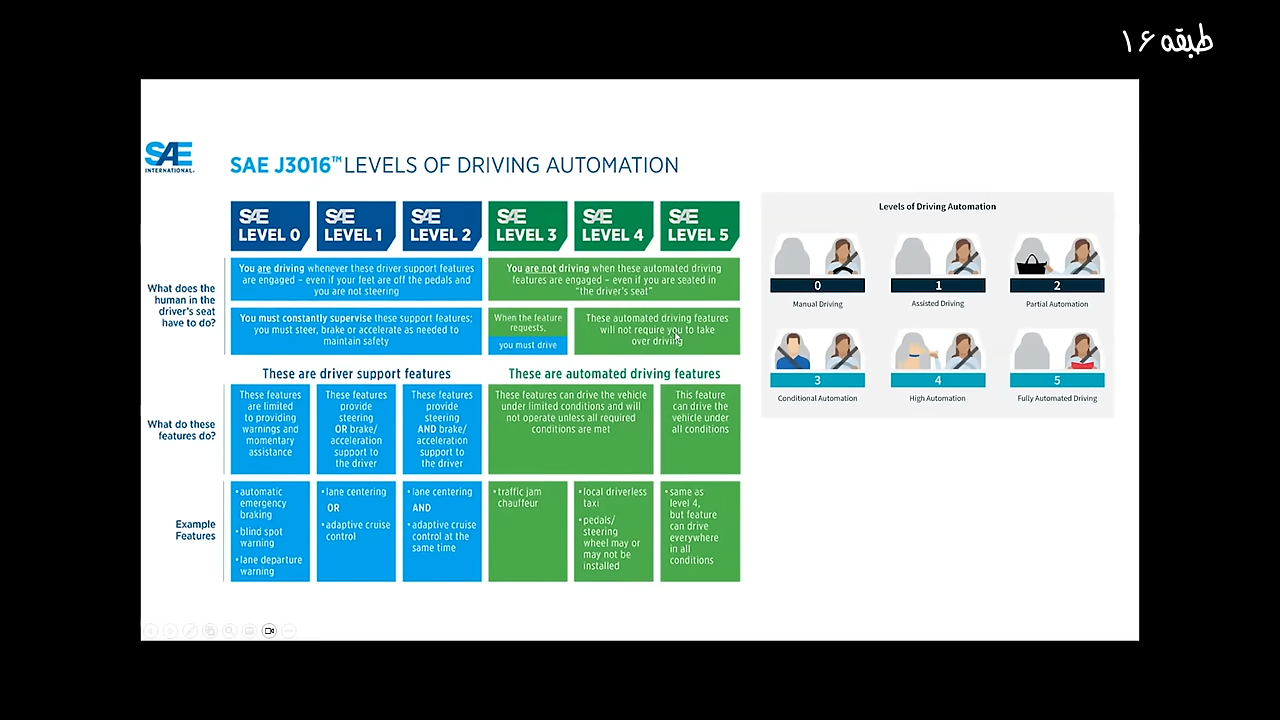 طبقه ۱۶
SAE
INTERNATIONAL.
SAE J3016™ LEVELS OF DRIVING AUTOMATION
SAE
LEVEL 0
SAE
LEVEL 1
SAE
LEVEL 2
SAE
LEVEL 3
SAE
LEVEL 4
SAE
LEVEL 5
What does the
human in the
driver's seat
have to do?
You are driving whenever these driver support features
are engaged – even if your feet are off the pedals and
you are not steering
You are not driving when these automated driving
features are engaged – even if you are seated in
“the driver's seat”
You must constantly supervise these support features;
you must steer, brake or accelerate as needed to
maintain safety
When the feature
requests,
you must drive
These automated driving features
will not require you to take
over driving
These are driver support features
These are automated driving features
What do these
features do?
These features
are limited
to providing
warnings and
momentary
assistance
These features
provide
steering
OR brake/
acceleration
support to
the driver
These features
provide
steering
AND brake/
acceleration
support to
the driver
These features can drive the vehicle
under limited conditions and will
not operate unless all required
conditions are met
This feature
can drive the
vehicle under
all conditions
Example
Features
• automatic
emergency
braking
• blind spot
warning
• lane departure
warning
• lane centering
OR
• adaptive cruise
control
• lane centering
AND
• adaptive cruise
control at the
same time
• traffic jam
chauffeur
• local driverless
taxi
• pedals/
steering
wheel may or
may not be
installed
• same as
level 4,
but feature
can drive
everywhere
in all
conditions
Levels of Driving Automation
0
Manual Driving
1
Assisted Driving
2
Partial Automation
3
Conditional Automation
4
High Automation
5
Fully Automated Driving